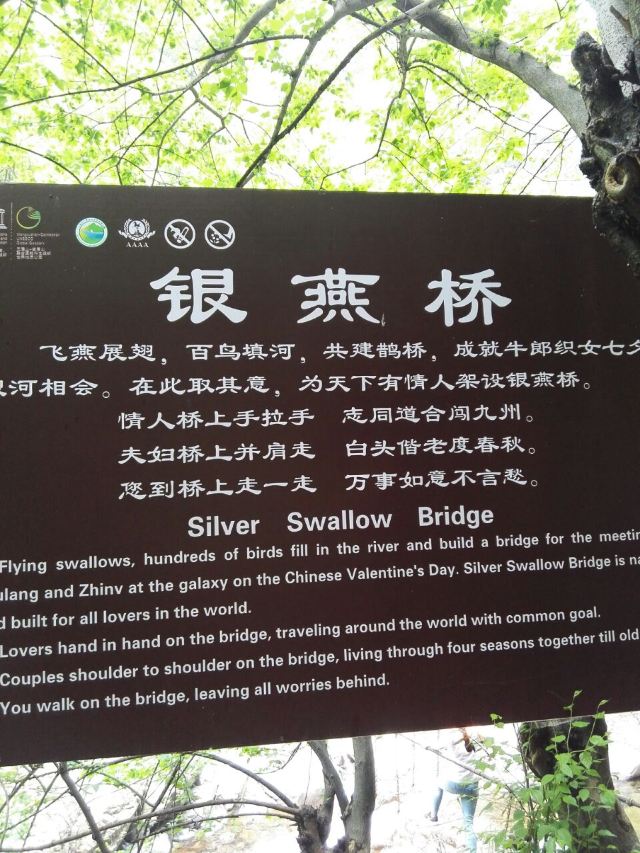 AAAA
银燕桥
飞燕展翅，百鸟填河，共建鹊桥，成就牛郎织女七夕
银河相会。在此取其意，为天下有情人架设银燕桥。
情人桥上手拉手 志同道合闯九州。
夫妇桥上并肩走 白头偕老度春秋。
您到桥上走一走 万事如意不言愁。
Silver Swallow Bridge
Flying swallows, hundreds of birds fill in the river and build a bridge for the meetin
ulang and Zhinv at the galaxy on the Chinese Valentine's Day. Silver Swallow Bridge is na
d built for all lovers in the world.
Lovers hand in hand on the bridge, traveling around the world with common goal.
Couples shoulder to shoulder on the bridge, living through four seasons together till old
You walk on the bridge, leaving all worries behind.